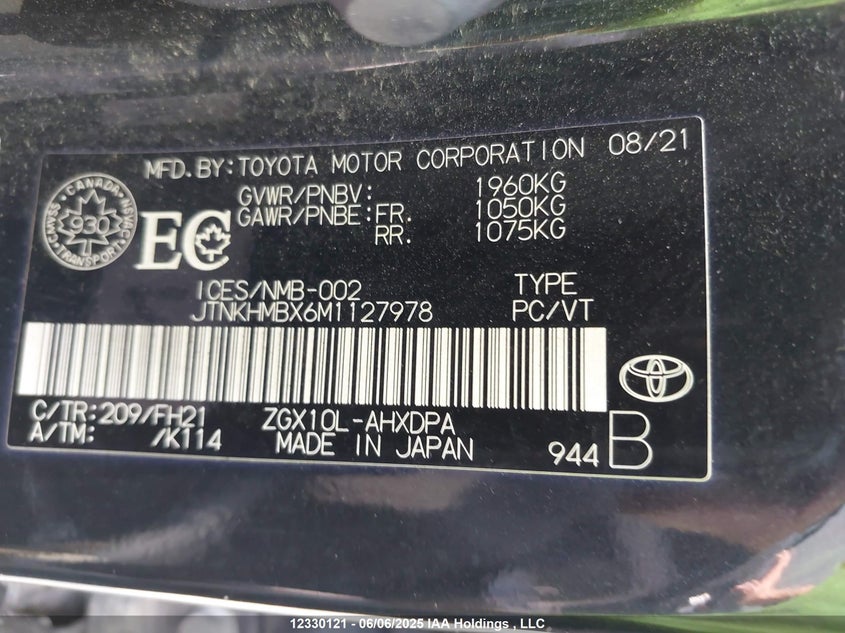 MFD.BY:TOYOTA MOTOR CORPORATION 08/21
GVWR/PNBV: 1960KG
GAWR/PNBE:FR. 1050KG
RR. 1075KG
CANADA
930
TRANSPORT
EC
ICES/NMB-002 TYPE
JTNKHMBX6M1127978 PC/VT
C/TR:209/FH21 ZGX10L-AHXDPA
A/TM: /K114 MADE IN JAPAN 944 B
12330121 - 06/06/2025 IAA Holdings , LLC